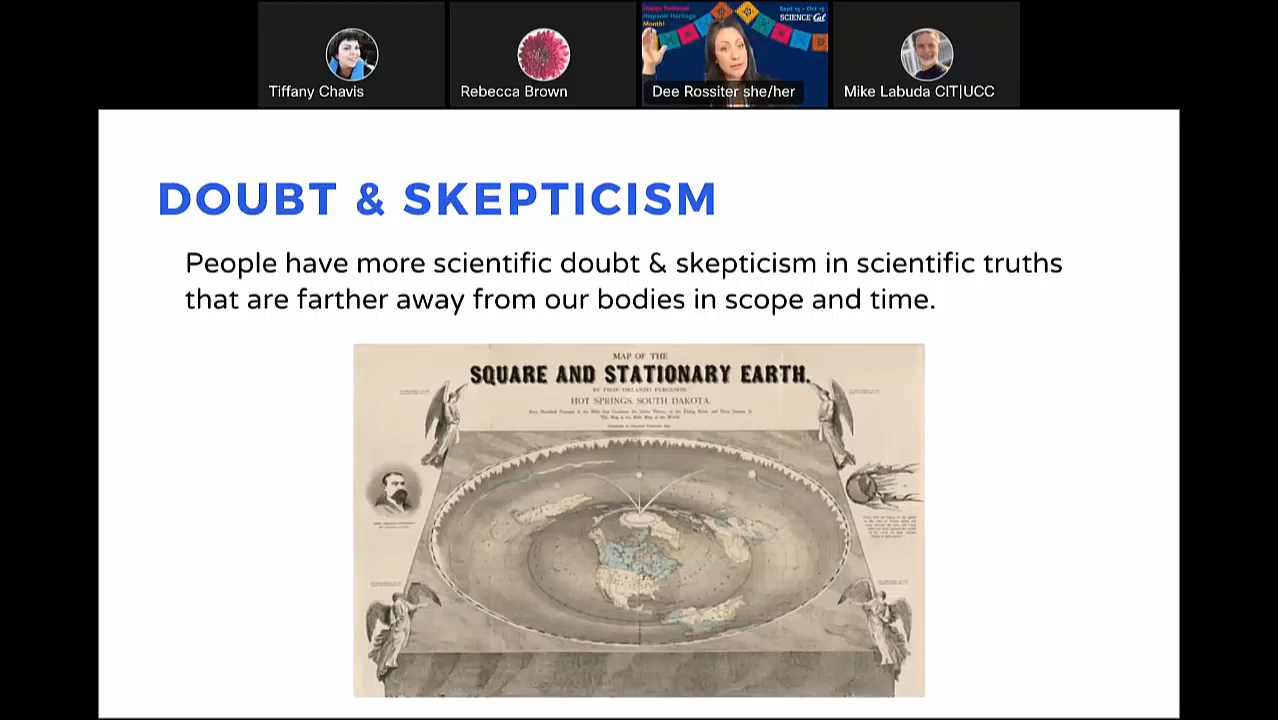 Happy National
Hispanic Heritage
Month!
Sept 15 - Oct 15
SCIENCE@Cal
Tiffany Chavis
Rebecca Brown
Dee Rossiter she/her
Mike Labuda CIT|UCC
DOUBT & SKEPTICISM
People have more scientific doubt & skepticism in scientific truths
that are farther away from our bodies in scope and time.
MAP OF THE
SQUARE AND STATIONARY EARTH.
BY PROF. ORLANDO FERGUSON,
HOT SPRINGS, SOUTH DAKOTA.